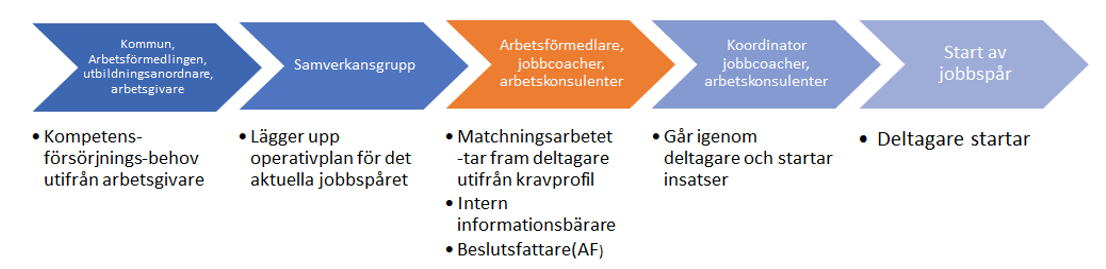 Kommun,
Arbetsförmedlingen,
utbildningsanordnare,
arbetsgivare
Samverkansgrupp
Arbetsförmedlare,
jobbcoacher,
arbetskonsulenter
Koordinator
jobbcoacher,
arbetskonsulenter
Start av
jobbspår
• Kompetens-
försörjnings-behov
utifrån arbetsgivare
• Lägger upp
operativplan för det
aktuella jobbspåret
• Matchningsarbetet
-tar fram deltagare
utifrån kravprofil
• Intern
informationsbärare
• Beslutsfattare(AF)
• Går igenom
deltagare och startar
insatser
• Deltagare startar